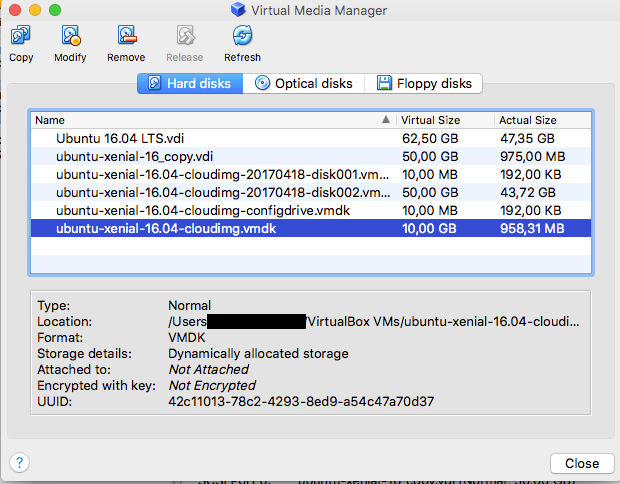 Virtual Media Manager
Copy Modify Remove Release Refresh
Hard disks Optical disks Floppy disks
Name Virtual Size Actual Size
Ubuntu 16.04 LTS.vdi 62,50 GB 47,35 GB
ubuntu-xenial-16_copy.vdi 50,00 GB 975,00 MB
ubuntu-xenial-16.04-cloudimg-20170418-disk001.vm... 10,00 MB 192,00 KB
ubuntu-xenial-16.04-cloudimg-20170418-disk002.vm... 50,00 GB 43,72 GB
ubuntu-xenial-16.04-cloudimg-configdrive.vmdk 10,00 MB 192,00 KB
ubuntu-xenial-16.04-cloudimg.vmdk 10,00 GB 958,31 MB
Type: Normal
Location: /Users /VirtualBox VMs/ubuntu-xenial-16.04-cloudi...
Format: VMDK
Storage details: Dynamically allocated storage
Attached to: Not Attached
Encrypted with key: Not Encrypted
UUID: 42c11013-78c2-4293-8ed9-a54c47a70d37
? Close